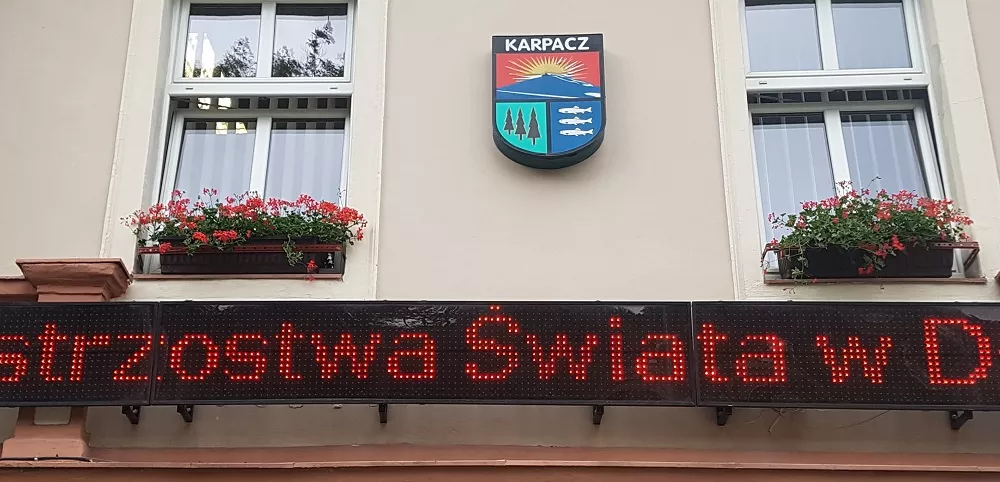 KARPACZ
strzostwa Świata w D